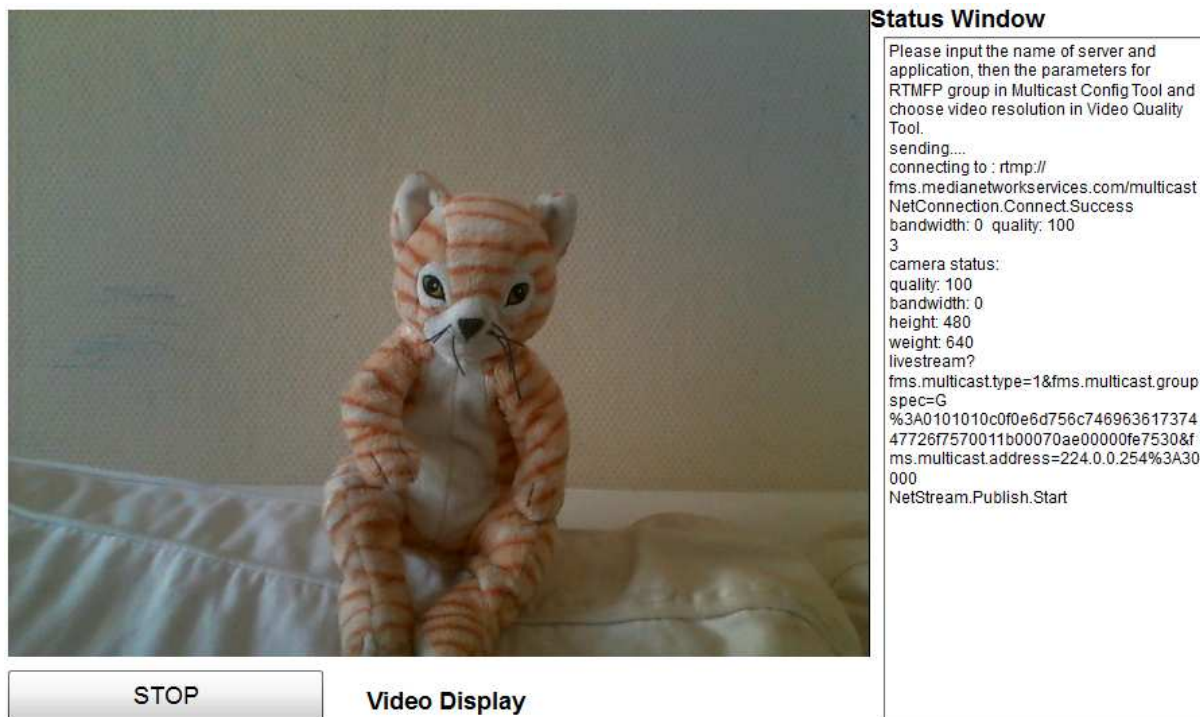 Status Window
Please input the name of server and
application, then the parameters for
RTMFP group in Multicast Config Tool and
choose video resolution in Video Quality
Tool.
sending....
connecting to : rtmp://
fms.medianetworkservices.com/multicast
NetConnection.Connect.Success
bandwidth: 0  quality: 100
3
camera status:
quality: 100
bandwidth: 0
height: 480
weight: 640
livestream?
fms.multicast.type=1&fms.multicast.group
spec=G
%3A0101010c0f0e6d756c746963617374
47726f7570011b00070ae00000fe7530&f
ms.multicast.address=224.0.0.254%3A30
000
NetStream.Publish.Start
STOP
Video Display